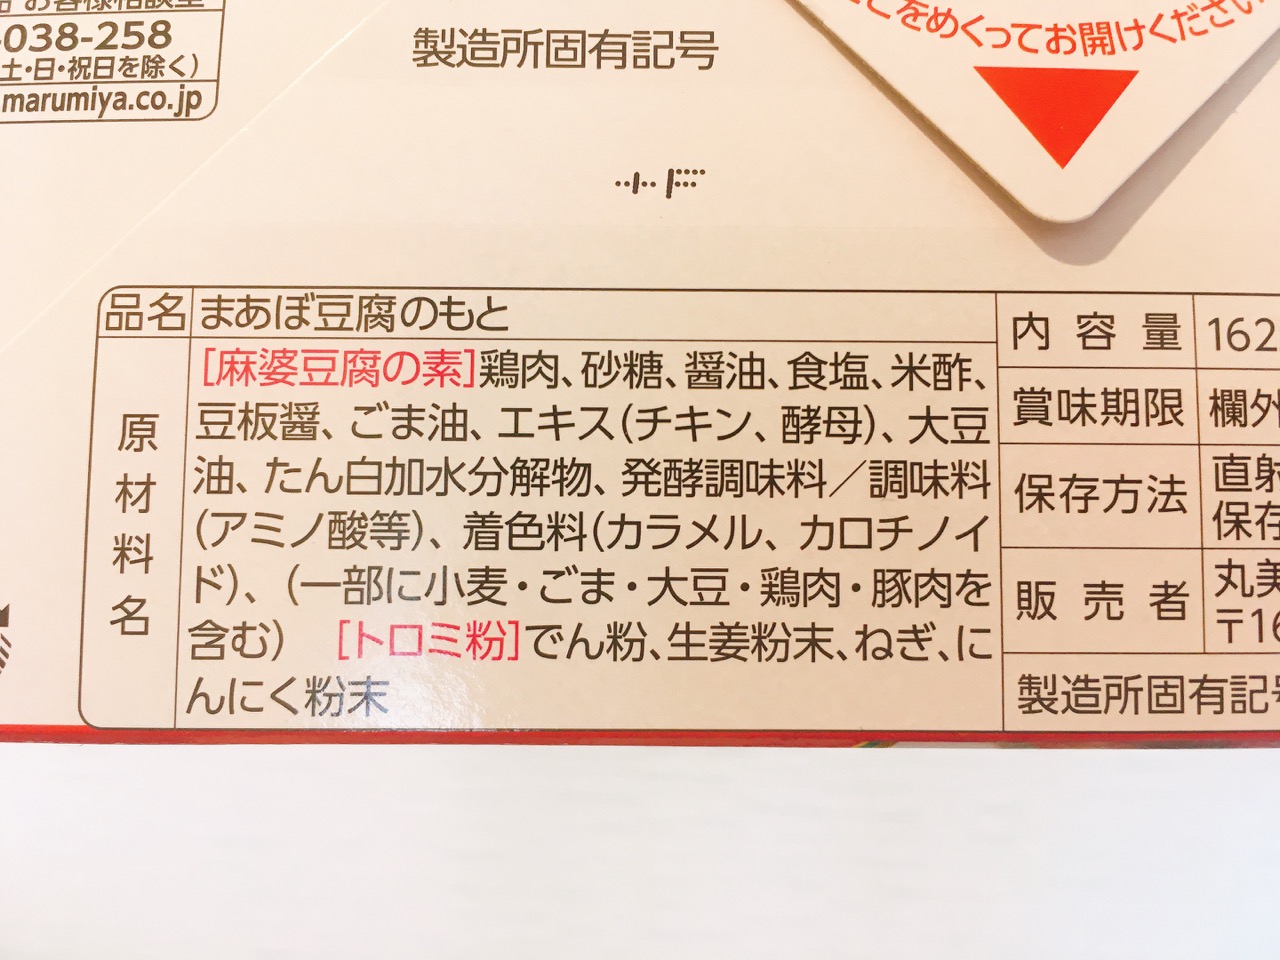 お客様相談室
-038-258
土・日・祝日を除く)
marumiya.co.jp
製造所固有記号
をめくってお開けください
品名
まあぼ豆腐のもと
原材料名
[麻婆豆腐の素]鶏肉、砂糖、醤油、食塩、米酢、
豆板醤、ごま油、エキス(チキン、酵母)、大豆
油、たん白加水分解物、発酵調味料/調味料
(アミノ酸等)、着色料(カラメル、カロチノイ
ド)、(一部に小麦・ごま・大豆・鶏肉・豚肉を
含む) [トロミ粉]でん粉、生姜粉末、ねぎ、に
んにく粉末
内容量
162
賞味期限
欄外
保存方法
直射
保存
販売者
丸美
〒16
製造所固有記号